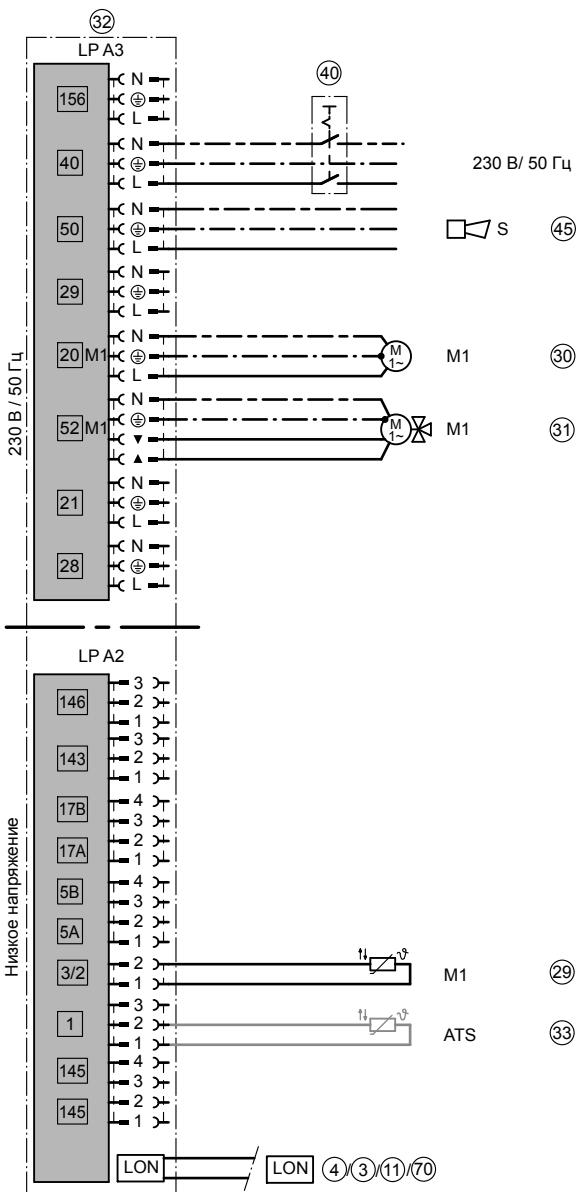 32
LP A3
156
N
L
40
40
N
L
230 В/ 50 Гц
50
N
L
S
45
29
N
L
20 M1
N
L
M
1~
M1
30
52 M1
N
▼
▲
M
1~
M1
31
21
N
L
28
N
L
230 В / 50 Гц
LP A2
146
3
2
1
143
3
2
1
17B
4
3
17A
2
1
5B
4
3
5A
2
1
3/2
2
1
ϑ
M1
29
1
3
2
1
ϑ
ATS
33
145
4
3
145
2
1
Низкое напряжение
LON
LON 4/3/11/70